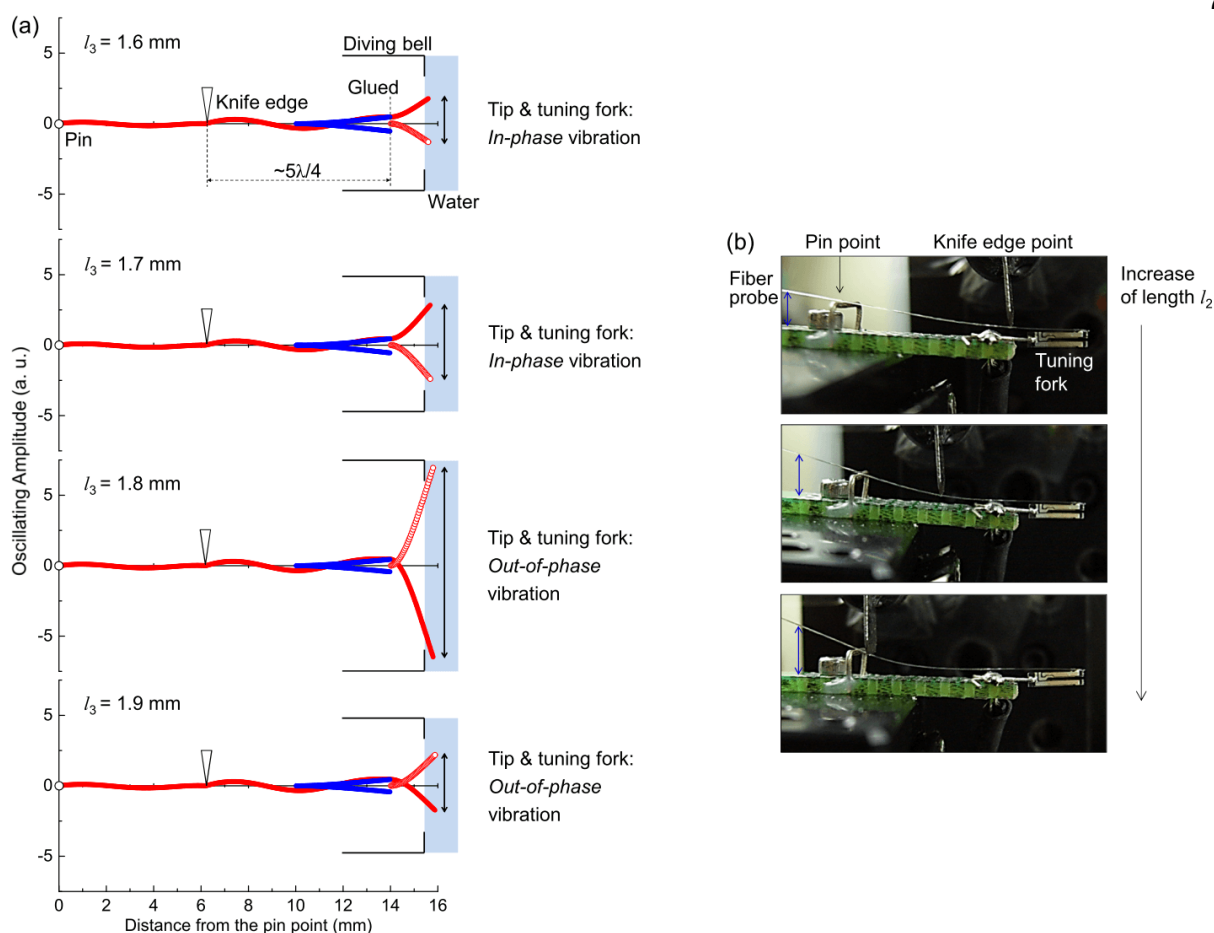 (a)
l3 = 1.6 mm
Diving bell
Glued
Knife edge
Pin
~5λ/4
Water
Tip & tuning fork:
In-phase vibration
5
0
-5
l3 = 1.7 mm
Tip & tuning fork:
In-phase vibration
5
0
-5
l3 = 1.8 mm
Tip & tuning fork:
Out-of-phase
vibration
5
0
-5
l3 = 1.9 mm
Tip & tuning fork:
Out-of-phase
vibration
5
0
-5
Oscillating Amplitude (a. u.)
0 2 4 6 8 10 12 14 16
Distance from the pin point (mm)
(b)
Pin point
Knife edge point
Fiber
probe
Tuning
fork
Increase
of length l2